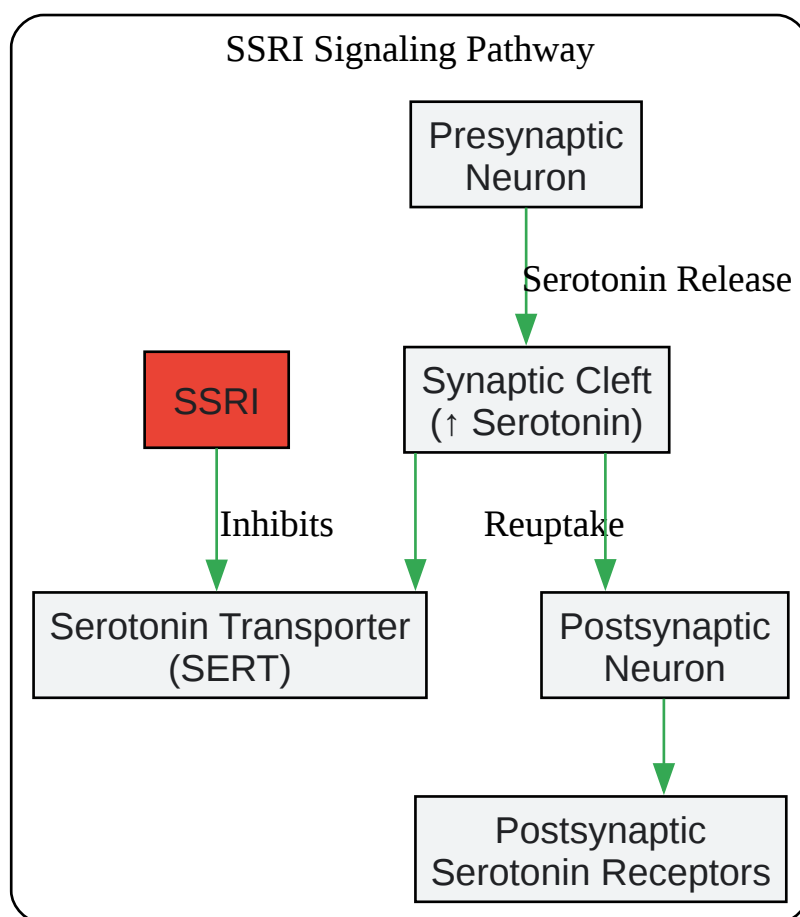 SSRI Signaling Pathway
Presynaptic
Neuron
Serotonin Release
SSRI
Synaptic Cleft
(↑ Serotonin)
Inhibits
Reuptake
Serotonin Transporter
(SERT)
Postsynaptic
Neuron
Postsynaptic
Serotonin Receptors